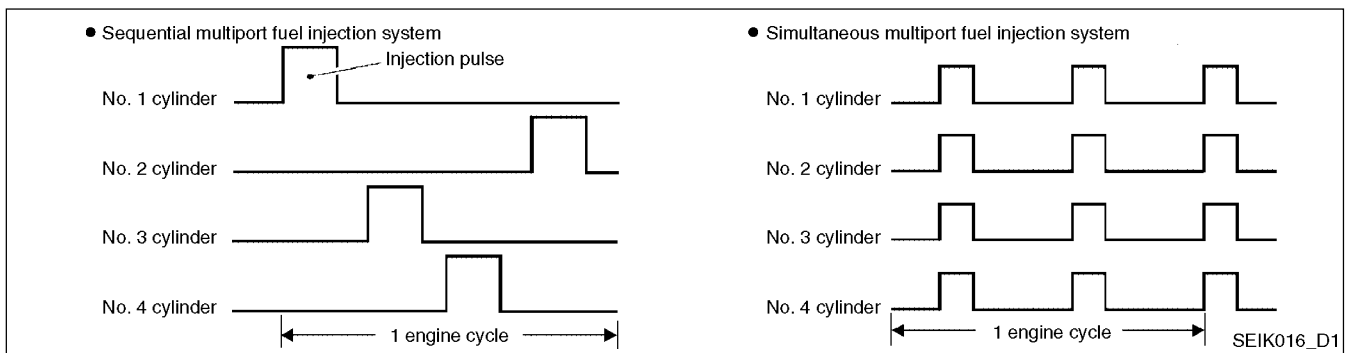 ● Sequential multiport fuel injection system
Injection pulse
No. 1 cylinder
No. 2 cylinder
No. 3 cylinder
No. 4 cylinder
1 engine cycle
● Simultaneous multiport fuel injection system
No. 1 cylinder
No. 2 cylinder
No. 3 cylinder
No. 4 cylinder
1 engine cycle
SEIK016_D1